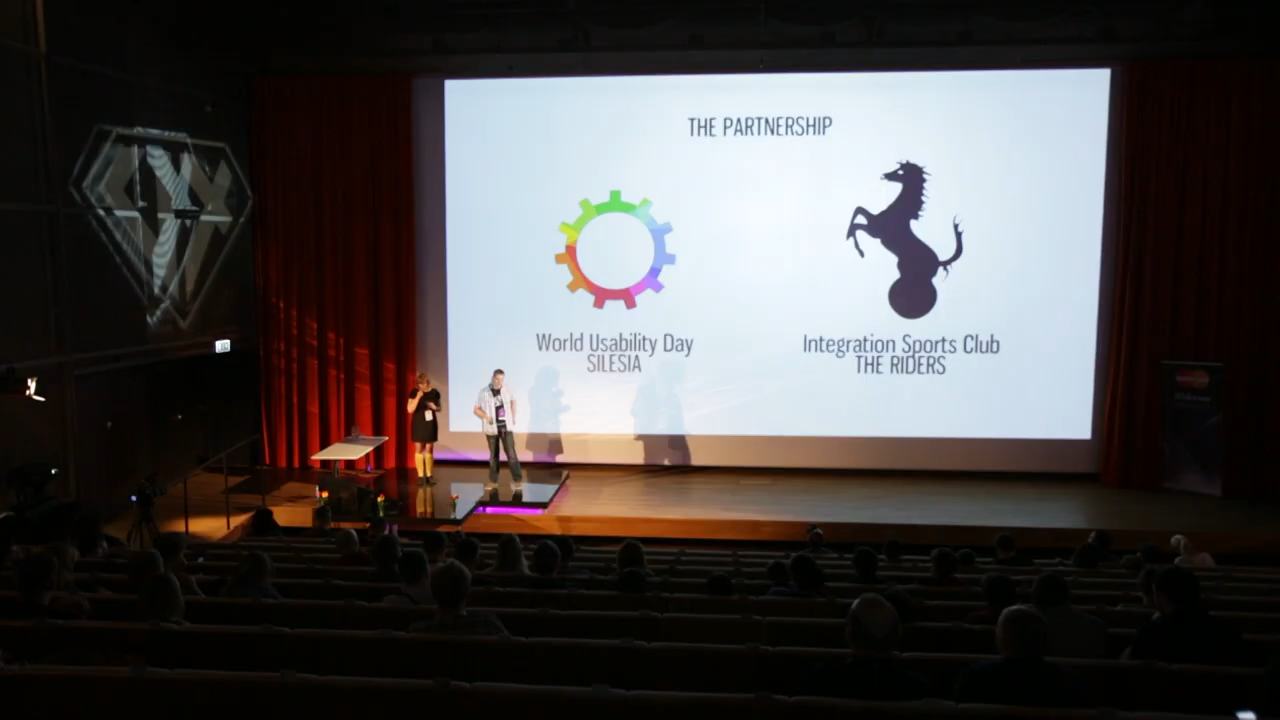 THE PARTNERSHIP
World Usability Day
SILESIA
Integration Sports Club
THE RIDERS